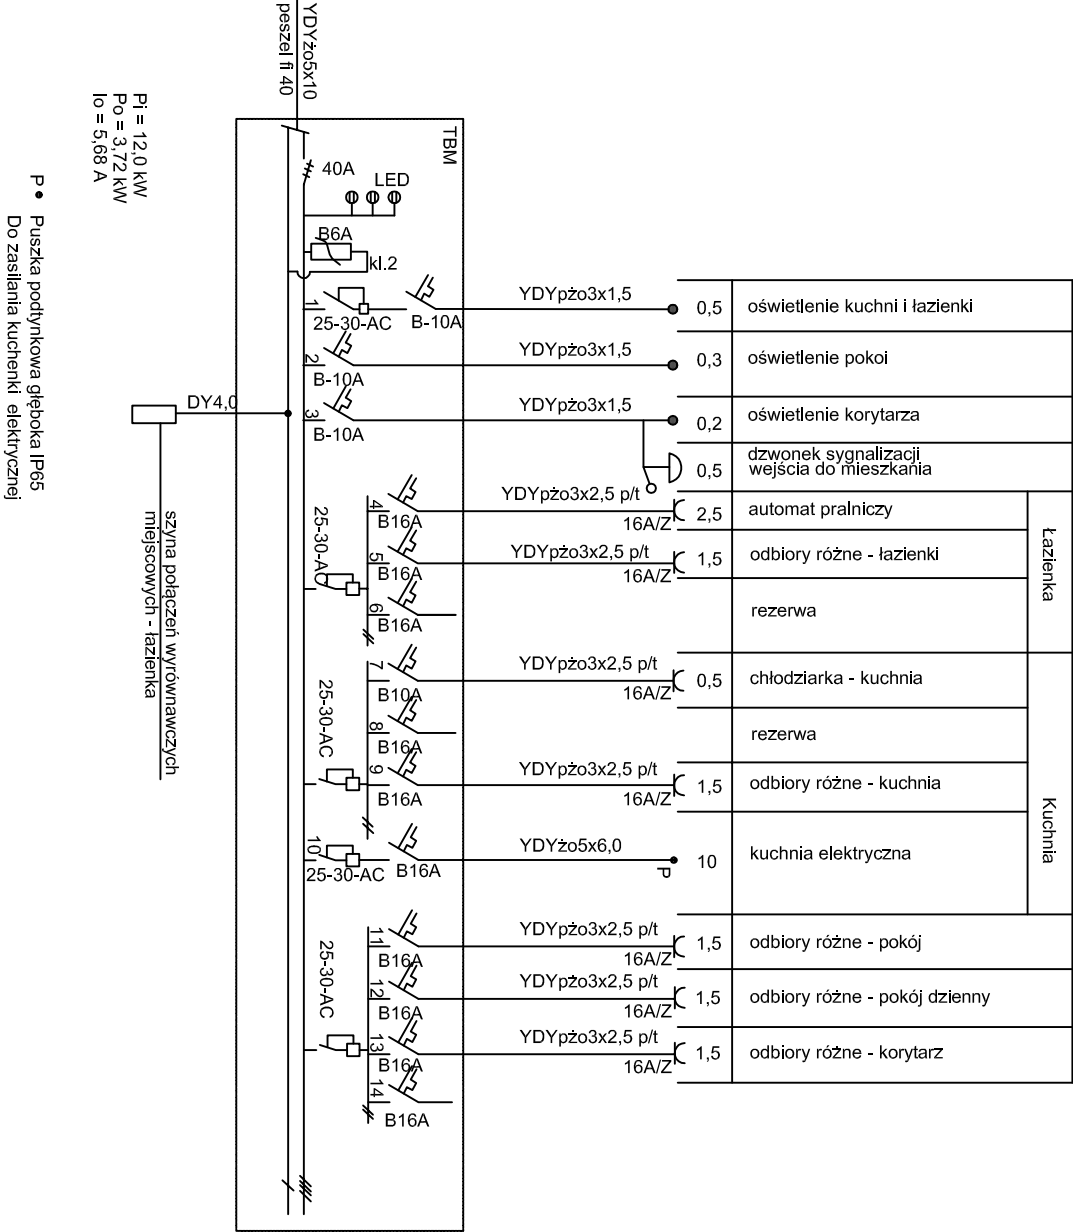 YDYżo5x10
peszel fi 40
Pi = 12,0 kW
Po = 3,72 kW
Io = 5,68 A
P • Puszka podtynkowa głęboka IP65
Do zasilania kuchenki elektrycznej
TBM
40A
LED
B6A
kl.2
DY4,0
szyna połączeń wyrównawczych
miejscowych - łazienka
1
25-30-AC
B-10A
YDYpżo3x1,5
0,5
oświetlenie kuchni i łazienki
2
B-10A
YDYpżo3x1,5
0,3
oświetlenie pokoi
3
B-10A
YDYpżo3x1,5
0,2
oświetlenie korytarza
0,5
dzwonek sygnalizacji
wejścia do mieszkania
Łazienka
25-30-AC
4
B16A
YDYpżo3x2,5 p/t
16A/Z
2,5
automat pralniczy
5
B16A
YDYpżo3x2,5 p/t
16A/Z
1,5
odbiory różne - łazienki
6
B16A
rezerwa
Kuchnia
25-30-AC
7
B10A
YDYpżo3x2,5 p/t
16A/Z
0,5
chłodziarka - kuchnia
8
B16A
rezerwa
9
B16A
YDYpżo3x2,5 p/t
16A/Z
1,5
odbiory różne - kuchnia
10
25-30-AC
B16A
YDYżo5x6,0
P
10
kuchnia elektryczna
25-30-AC
11
B16A
YDYpżo3x2,5 p/t
16A/Z
1,5
odbiory różne - pokój
12
B16A
YDYpżo3x2,5 p/t
16A/Z
1,5
odbiory różne - pokój dzienny
13
B16A
YDYpżo3x2,5 p/t
16A/Z
1,5
odbiory różne - korytarz
14
B16A